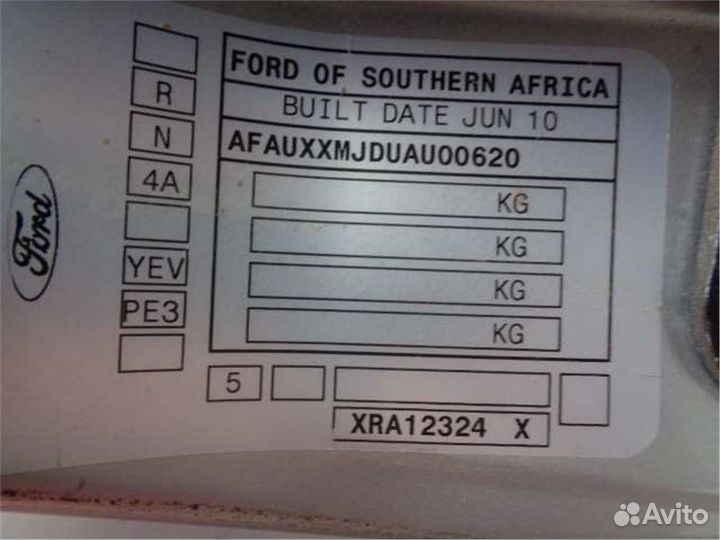 FORD OF SOUTHERN AFRICA
BUILT DATE JUN 10
AFAUXXMJDUAU00620
KG
KG
KG
KG
R
N
4A
YEV
PE3
Ford
5
XRA12324 X
Avito